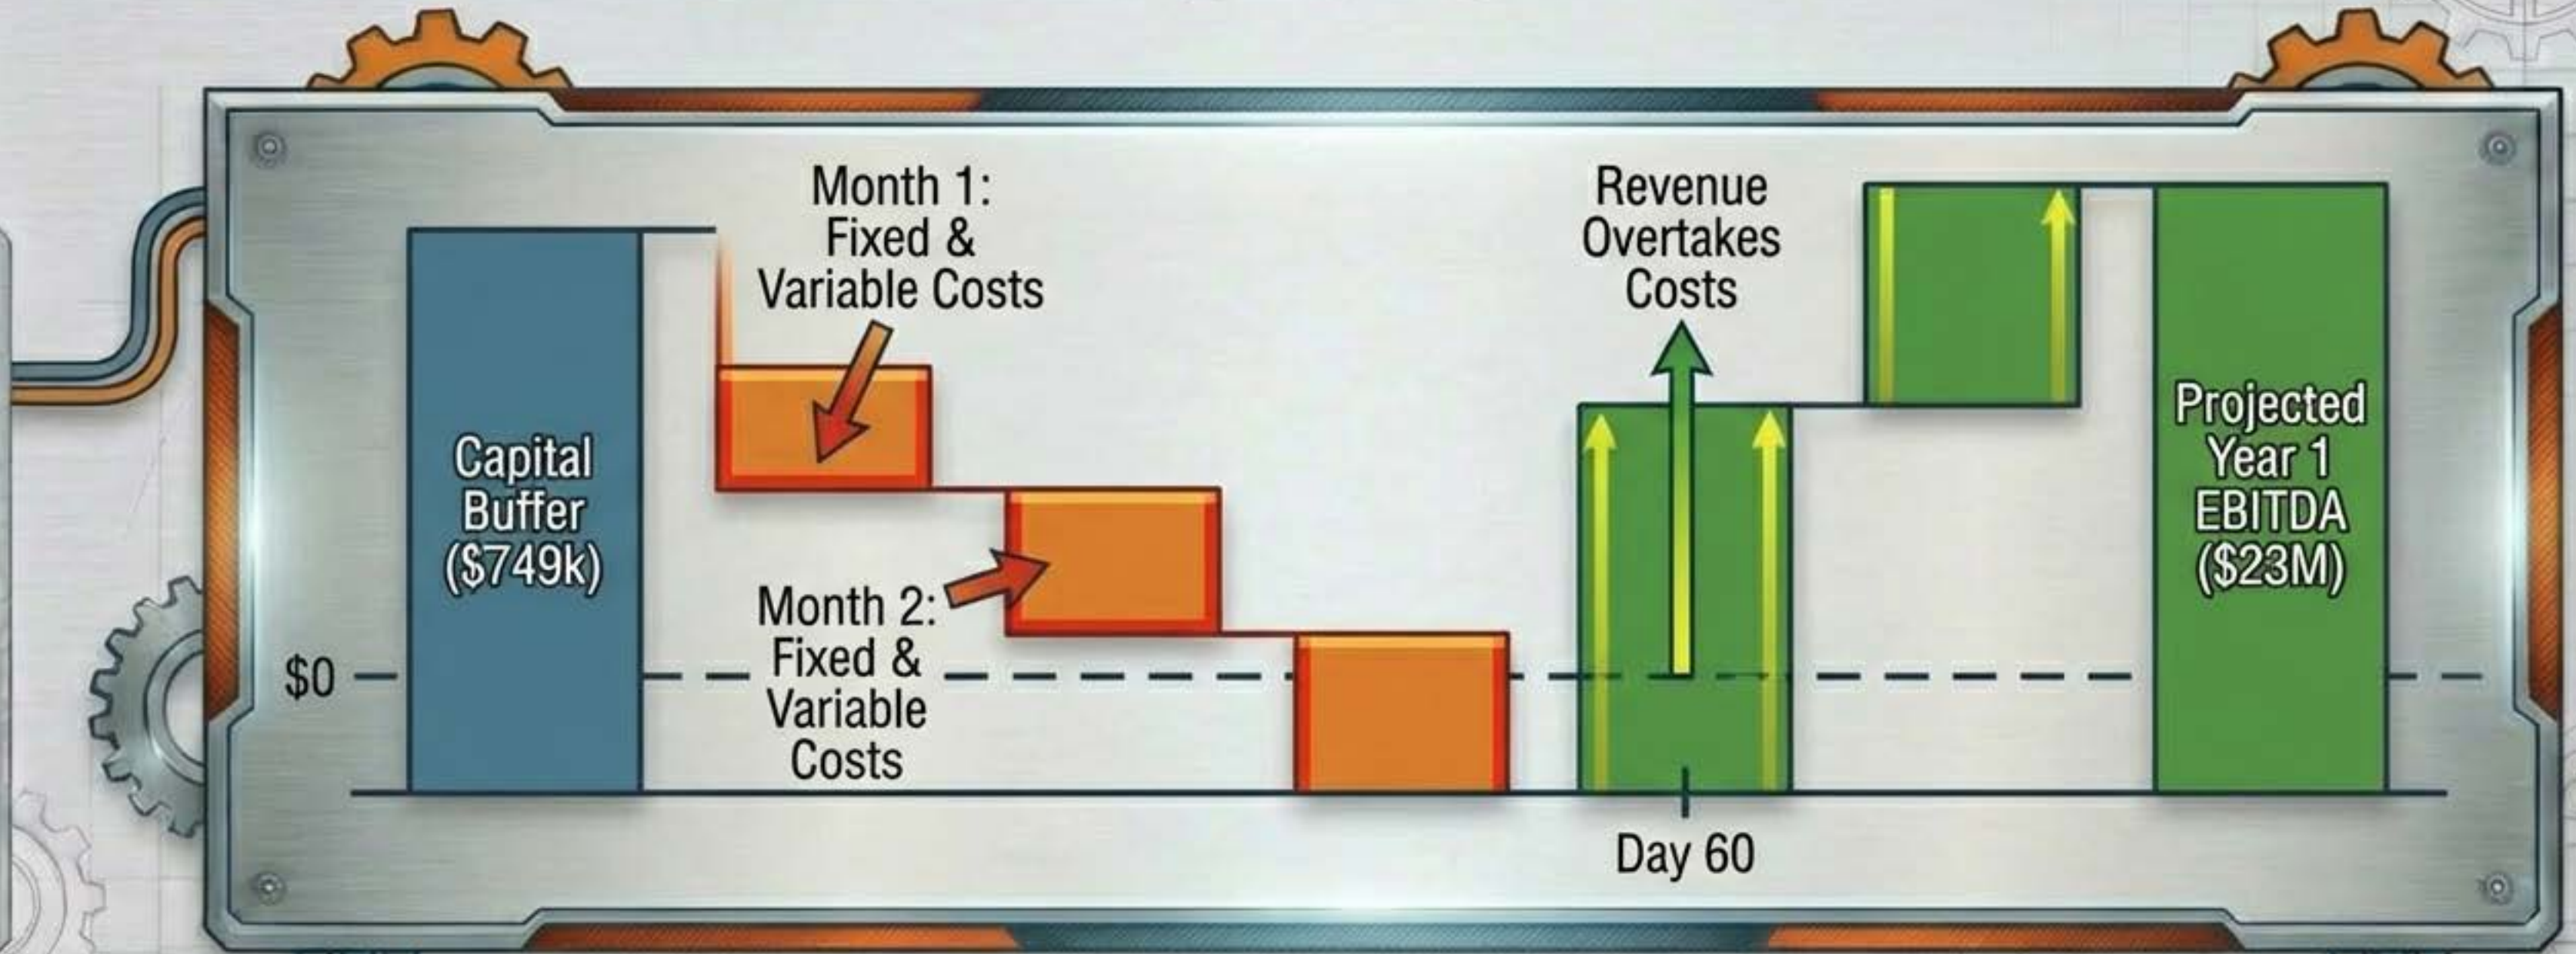 Month 1:
Fixed &
Variable Costs
Revenue
Overtakes
Costs
Capital
Buffer
($749k)
Month 2:
Fixed &
Variable
Costs
Projected
Year 1
EBITDA
($23M)
$0
Day 60